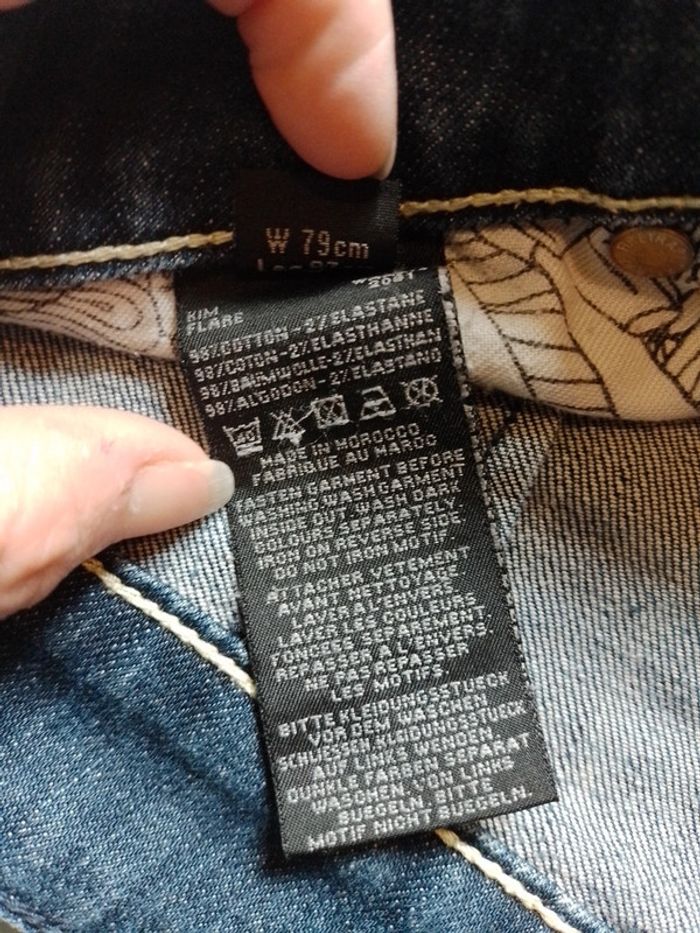 W 79cm
2081
KIM
FLARE
98%COTTON-2%ELASTANE
98%COTON-2%ELASTHANNE
98%BAUMWOLLE-2%ELASTHAN
98%ALGODON-2%ELASTANO
40
MADE IN MOROCCO
FABRIQUE AU MAROC
FASTEN GARMENT BEFORE
WASHING.WASH GARMENT
INSIDE OUT. WASH DARK
COLOURS SEPARATELY.
IRON ON REVERSE SIDE.
DO NOT IRON MOTIF.
ATTACHER VETEMENT
AVANT NETTOYAGE
LAVER A L'ENVERS
LAVER LES COULEURS
FONCEES SEPAREMENT.
REPASSER A L'ENVERS.
NE PAS REPASSER
LES MOTIFS
BITTE KLEIDUNGSSTUCK
VOR DEM WASCHEN
SCHLIESSEN.KLEIDUNGSSTUECK
AUF LINKS WENDEN
DUNKLE FARBEN SEPARAT
WASCHEN.VON LINKS
BUEGELN. BITTE
MOTIF NICHT BUEGELN.